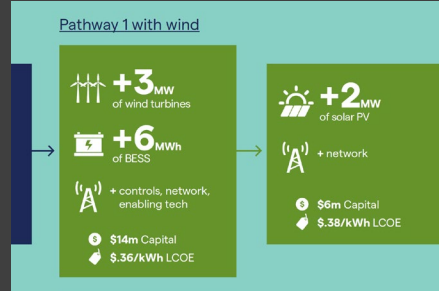 Pathway 1 with wind
+3MW
of wind turbines
+6MWh
of BESS
+ controls, network,
enabling tech
$14m Capital
$.36/kWh LCOE
+2MW
of solar PV
+ network
$6m Capital
$.38/kWh LCOE